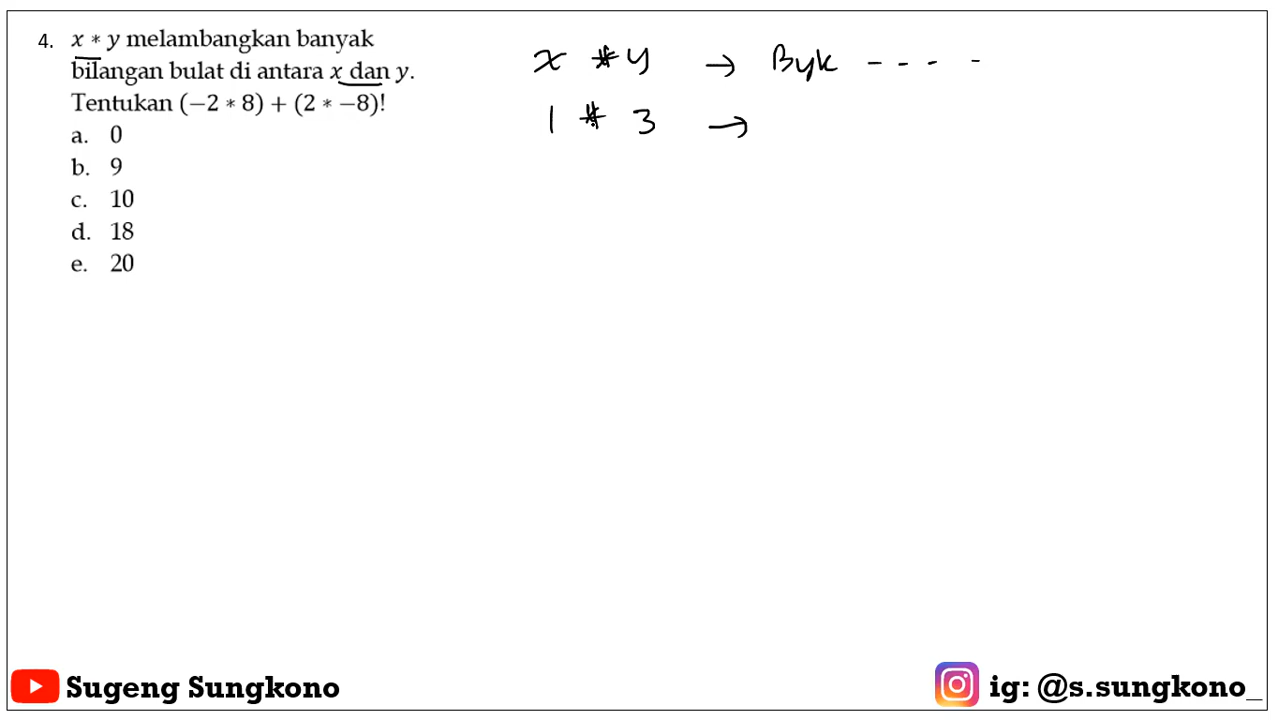 4. x * y melambangkan banyak
bilangan bulat di antara x dan y.
Tentukan (−2 * 8) + (2 * −8)!
a. 0
b. 9
c. 10
d. 18
e. 20
x * y → Byk - - - -
1 * 3 →
Sugeng Sungkono
ig: @s.sungkono_